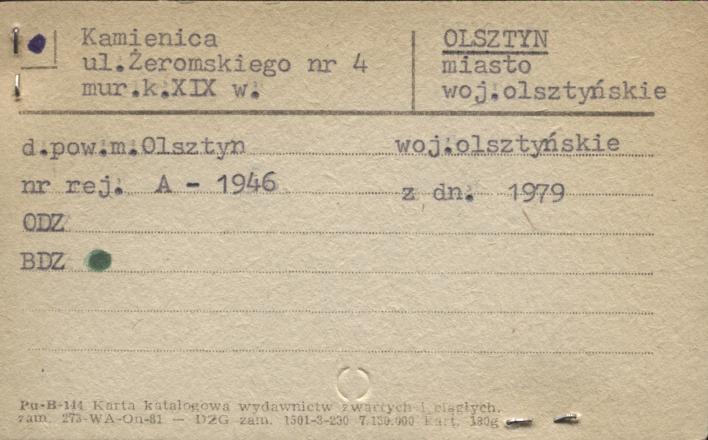 Kamienica
ul.Żeromskiego nr 4
mur.k.XIX w.
OLSZTYN
miasto
woj.olsztyńskie
d.pow.m.Olsztyn woj.olsztyńskie
nr rej. A - 1946 z dn. 1979
ODZ
BDZ
Pu-B-144 Karta katalogowa wydawnictw zwartych i ciągłych.
zam. 273-WA-On-81 — DZG zam. 1501-3-230 7.130.000 Kart. 180g